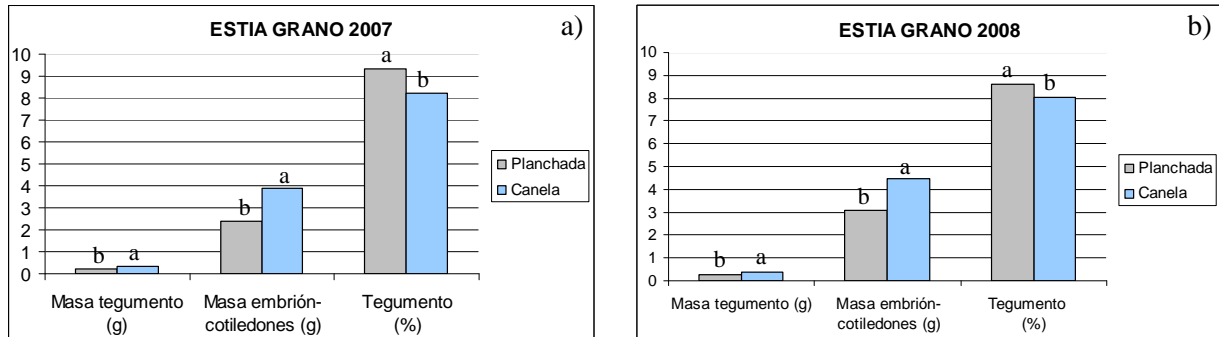 ESTIA GRANO 2007
a)
10
9
8
7
6
5
4
3
2
1
0
b
a
b
a
a
b
Masa tegumento
(g)
Masa embrión-
cotiledones (g)
Tegumento
(%)
Planchada
Canela
ESTIA GRANO 2008
b)
10
9
8
7
6
5
4
3
2
1
0
b
a
b
a
a
b
Masa tegumento (g)
Masa embrión-
cotiledones (g)
Tegumento
(%)
Planchada
Canela